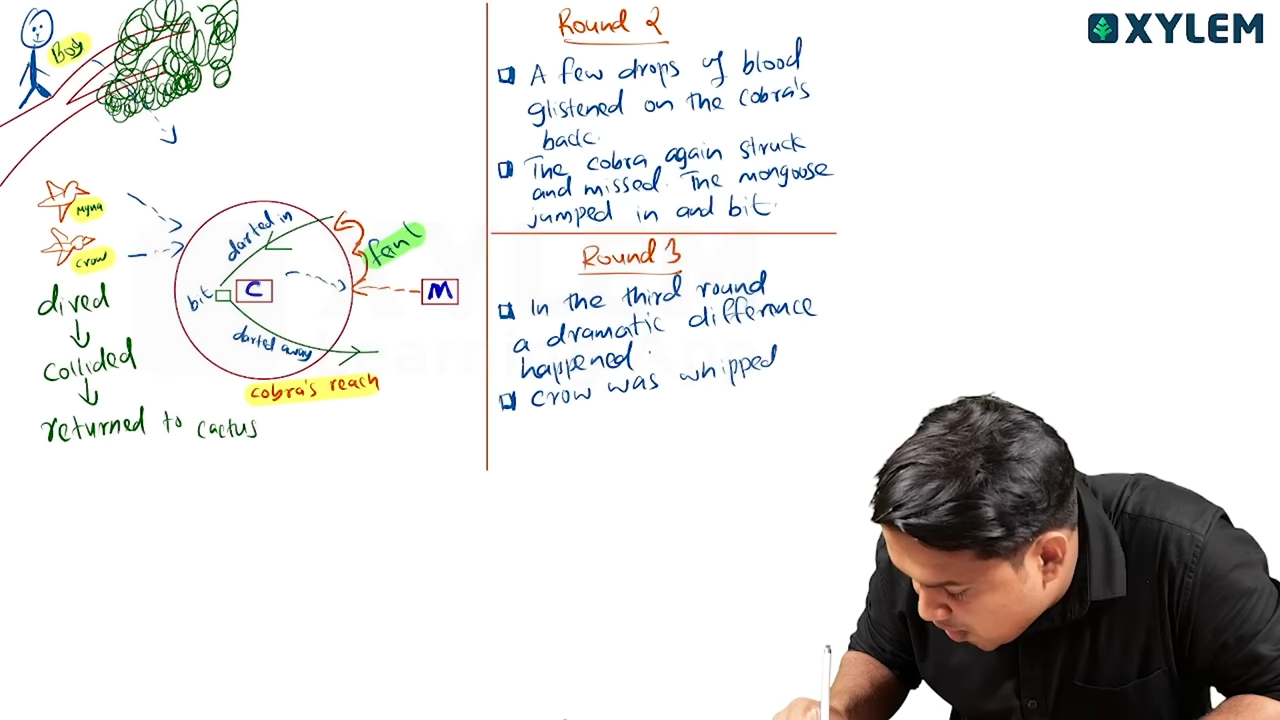 XYLEM
Boy
Myna
crow
dived
collided
returned to cactus
darted in
bit
C
darted away
M
cobra's reach
Round 2
A few drops of blood
glistened on the cobra's
back.
The cobra again struck
and missed. The mongoose
jumped in and bit.
Round 3
In the third round
a dramatic difference
happened.
crow was whipped